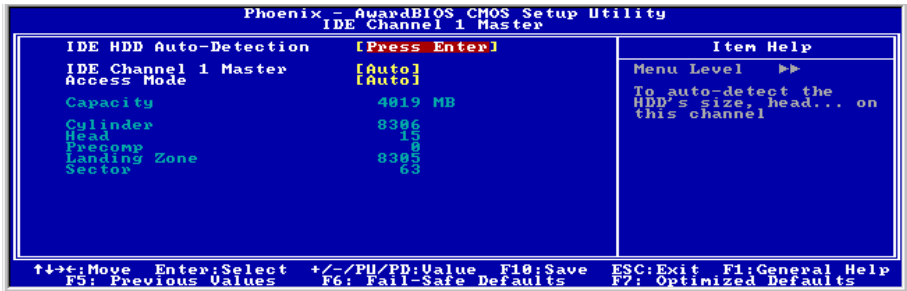 Phoenix - AwardBIOS CMOS Setup Utility
IDE Channel 1 Master
IDE HDD Auto-Detection [Press Enter]
IDE Channel 1 Master [Auto]
Access Mode [Auto]
Capacity 4019 MB
Cylinder 8306
Head 15
Precomp 0
Landing Zone 8305
Sector 63
Item Help
Menu Level ▶▶
To auto-detect the
HDD's size, head... on
this channel
↑↓→←:Move Enter:Select +/-/PU/PD:Value F10:Save ESC:Exit F1:General Help
F5: Previous Values F6: Fail-Safe Defaults F7: Optimized Defaults